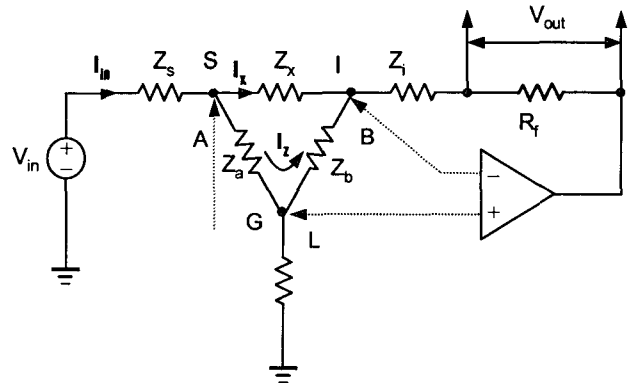 V_out
I_in
Z_s
S
I_x
Z_x
I
Z_i
R_f
V_in
+
−
A
Z_a
I_z
Z_b
B
−
+
G
L